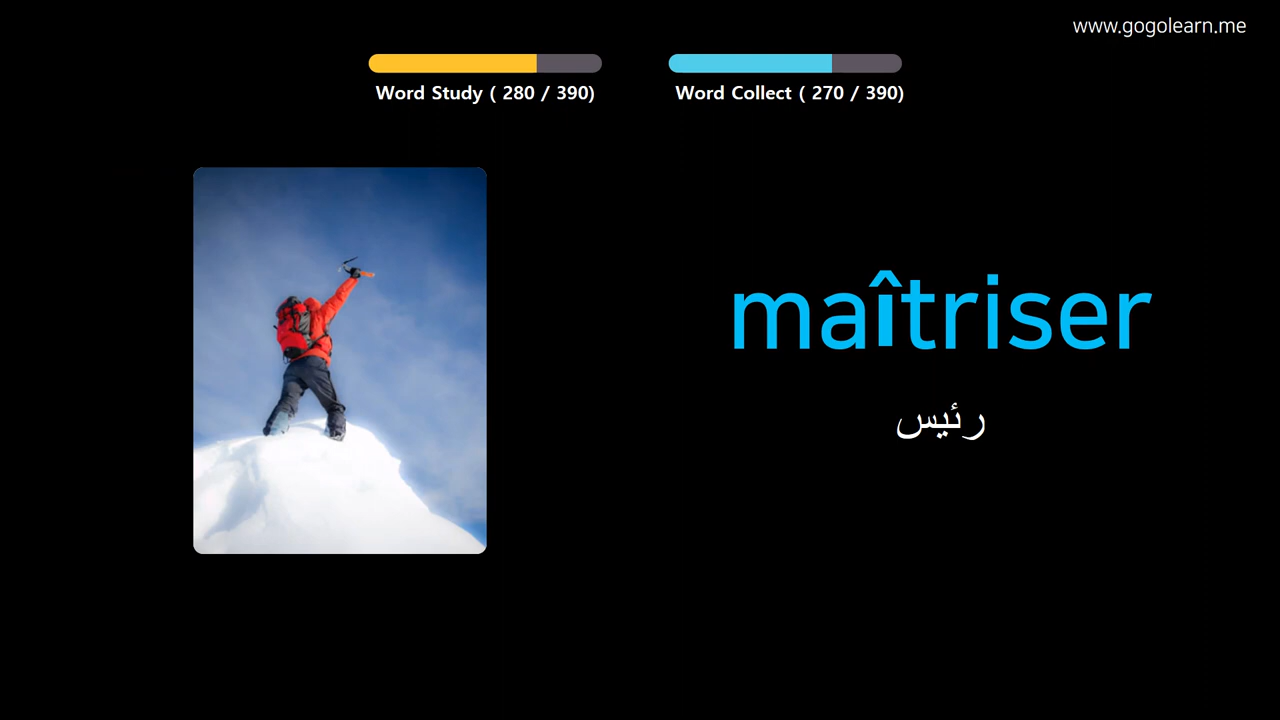 www.gogolearn.me
Word Study ( 280 / 390)
Word Collect ( 270 / 390)
maîtriser
رئيس